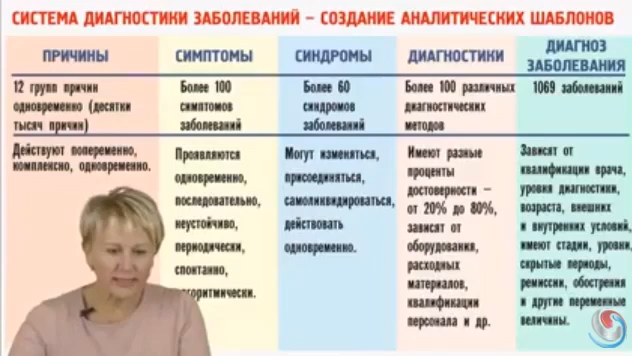 СИСТЕМА ДИАГНОСТИКИ ЗАБОЛЕВАНИЙ – СОЗДАНИЕ АНАЛИТИЧЕСКИХ ШАБЛОНОВ
ПРИЧИНЫ
12 групп причин
одновременно (десятки
тысяч причин)
Действуют попеременно,
комплексно, одновременно.
СИМПТОМЫ
Более 100
симптомов
заболеваний
Проявляются
одновременно,
последовательно,
неустойчиво,
периодически,
спонтанно,
СИНДРОМЫ
Более 60
синдромов
заболеваний
Могут изменяться,
присоединяться,
самоликвидироваться,
действовать
одновременно.
ДИАГНОСТИКИ
Более 100 различных
диагностических
методов
Имеют разные
проценты
достоверности –
от 20% до 80%,
зависят от
оборудования,
расходных
материалов,
квалификации
персонала и др.
ДИАГНОЗ
ЗАБОЛЕВАНИЯ
1069 заболеваний
Зависят от
квалификации врача,
уровня диагностики,
возраста, внешних
и внутренних условий,
имеют стадии, уровни,
скрытые периоды,
ремиссии, обострения
и другие переменные
величины.